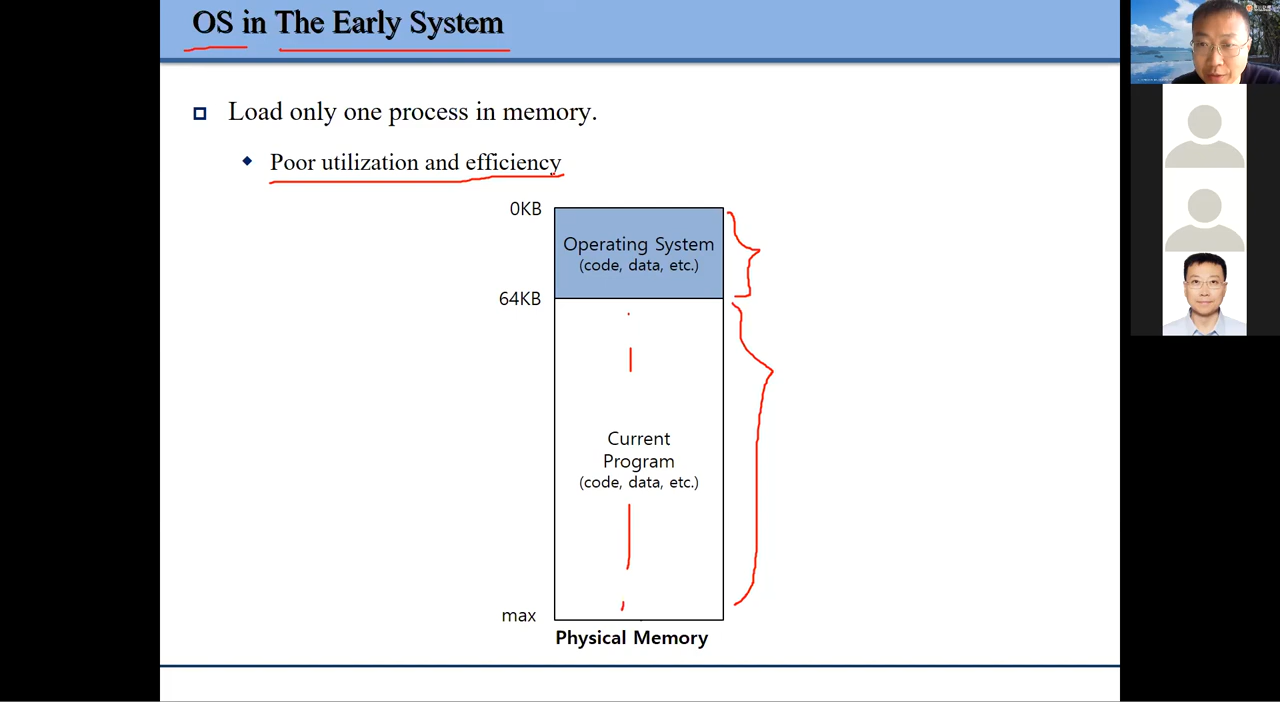 OS in The Early System
Load only one process in memory.
Poor utilization and efficiency
0KB
Operating System
(code, data, etc.)
64KB
Current
Program
(code, data, etc.)
max
Physical Memory